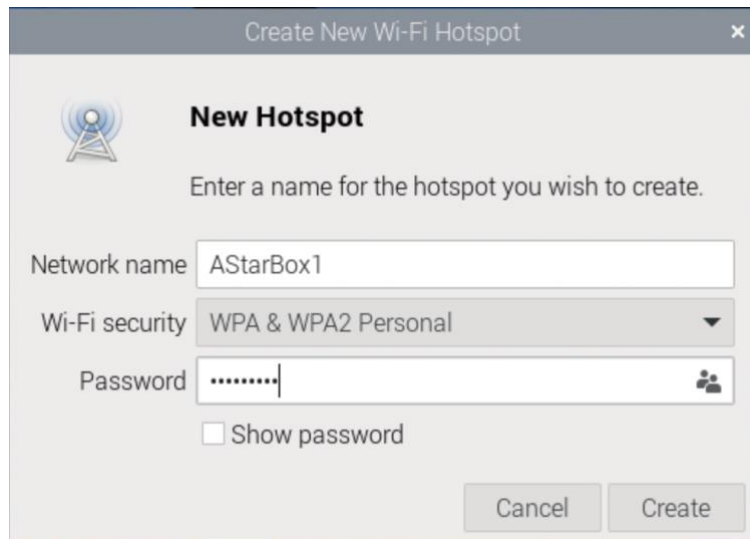 Create New Wi-Fi Hotspot
New Hotspot
Enter a name for the hotspot you wish to create.
Network name AStarBox1
Wi-Fi security WPA & WPA2 Personal
Password •••••••••
Show password
Cancel Create